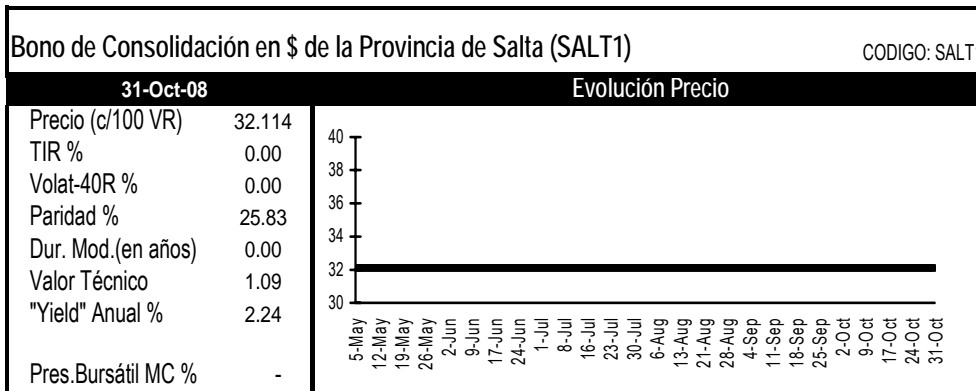 Bono de Consolidación en $ de la Provincia de Salta (SALT1) CODIGO: SALT
31-Oct-08 Evolución Precio
Precio (c/100 VR) 32.114
TIR % 0.00
Volat-40R % 0.00
Paridad % 25.83
Dur. Mod.(en años) 0.00
Valor Técnico 1.09
"Yield" Anual % 2.24
Pres.Bursátil MC % -
40
38
36
34
32
30
5-May
12-May
19-May
26-May
2-Jun
9-Jun
17-Jun
24-Jun
1-Jul
8-Jul
16-Jul
23-Jul
30-Jul
6-Aug
13-Aug
21-Aug
28-Aug
4-Sep
11-Sep
18-Sep
25-Sep
2-Oct
9-Oct
17-Oct
24-Oct
31-Oct